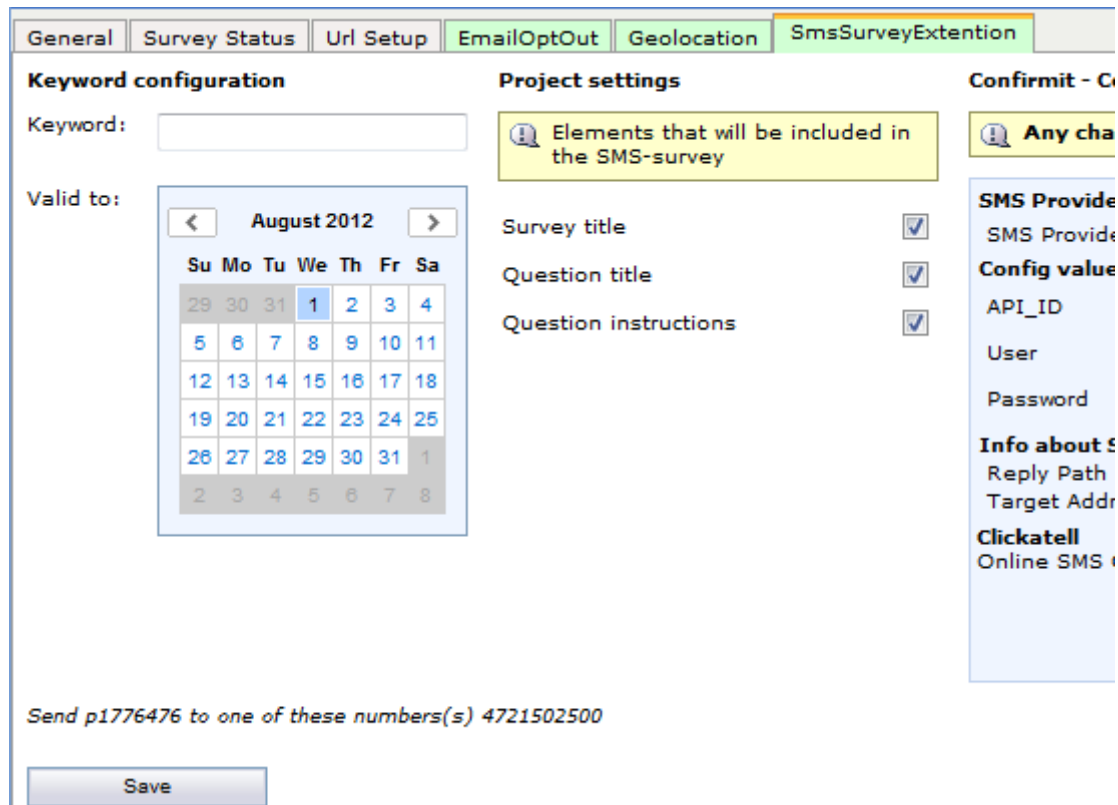 General Survey Status Url Setup EmailOptOut Geolocation SmsSurveyExtention
Keyword configuration
Keyword:
Valid to:
< August 2012 >
Su Mo Tu We Th Fr Sa
29 30 31 1 2 3 4
5 6 7 8 9 10 11
12 13 14 15 16 17 18
19 20 21 22 23 24 25
26 27 28 29 30 31 1
2 3 4 5 6 7 8
Project settings
Elements that will be included in
the SMS-survey
Survey title
Question title
Question instructions
Confirmit -
Any
SMS
SMS
Config
API_ID
User
Password
Info about
Reply Path
Target
Clickatell
Online SMS
Send p1776476 to one of these numbers(s) 4721502500
Save